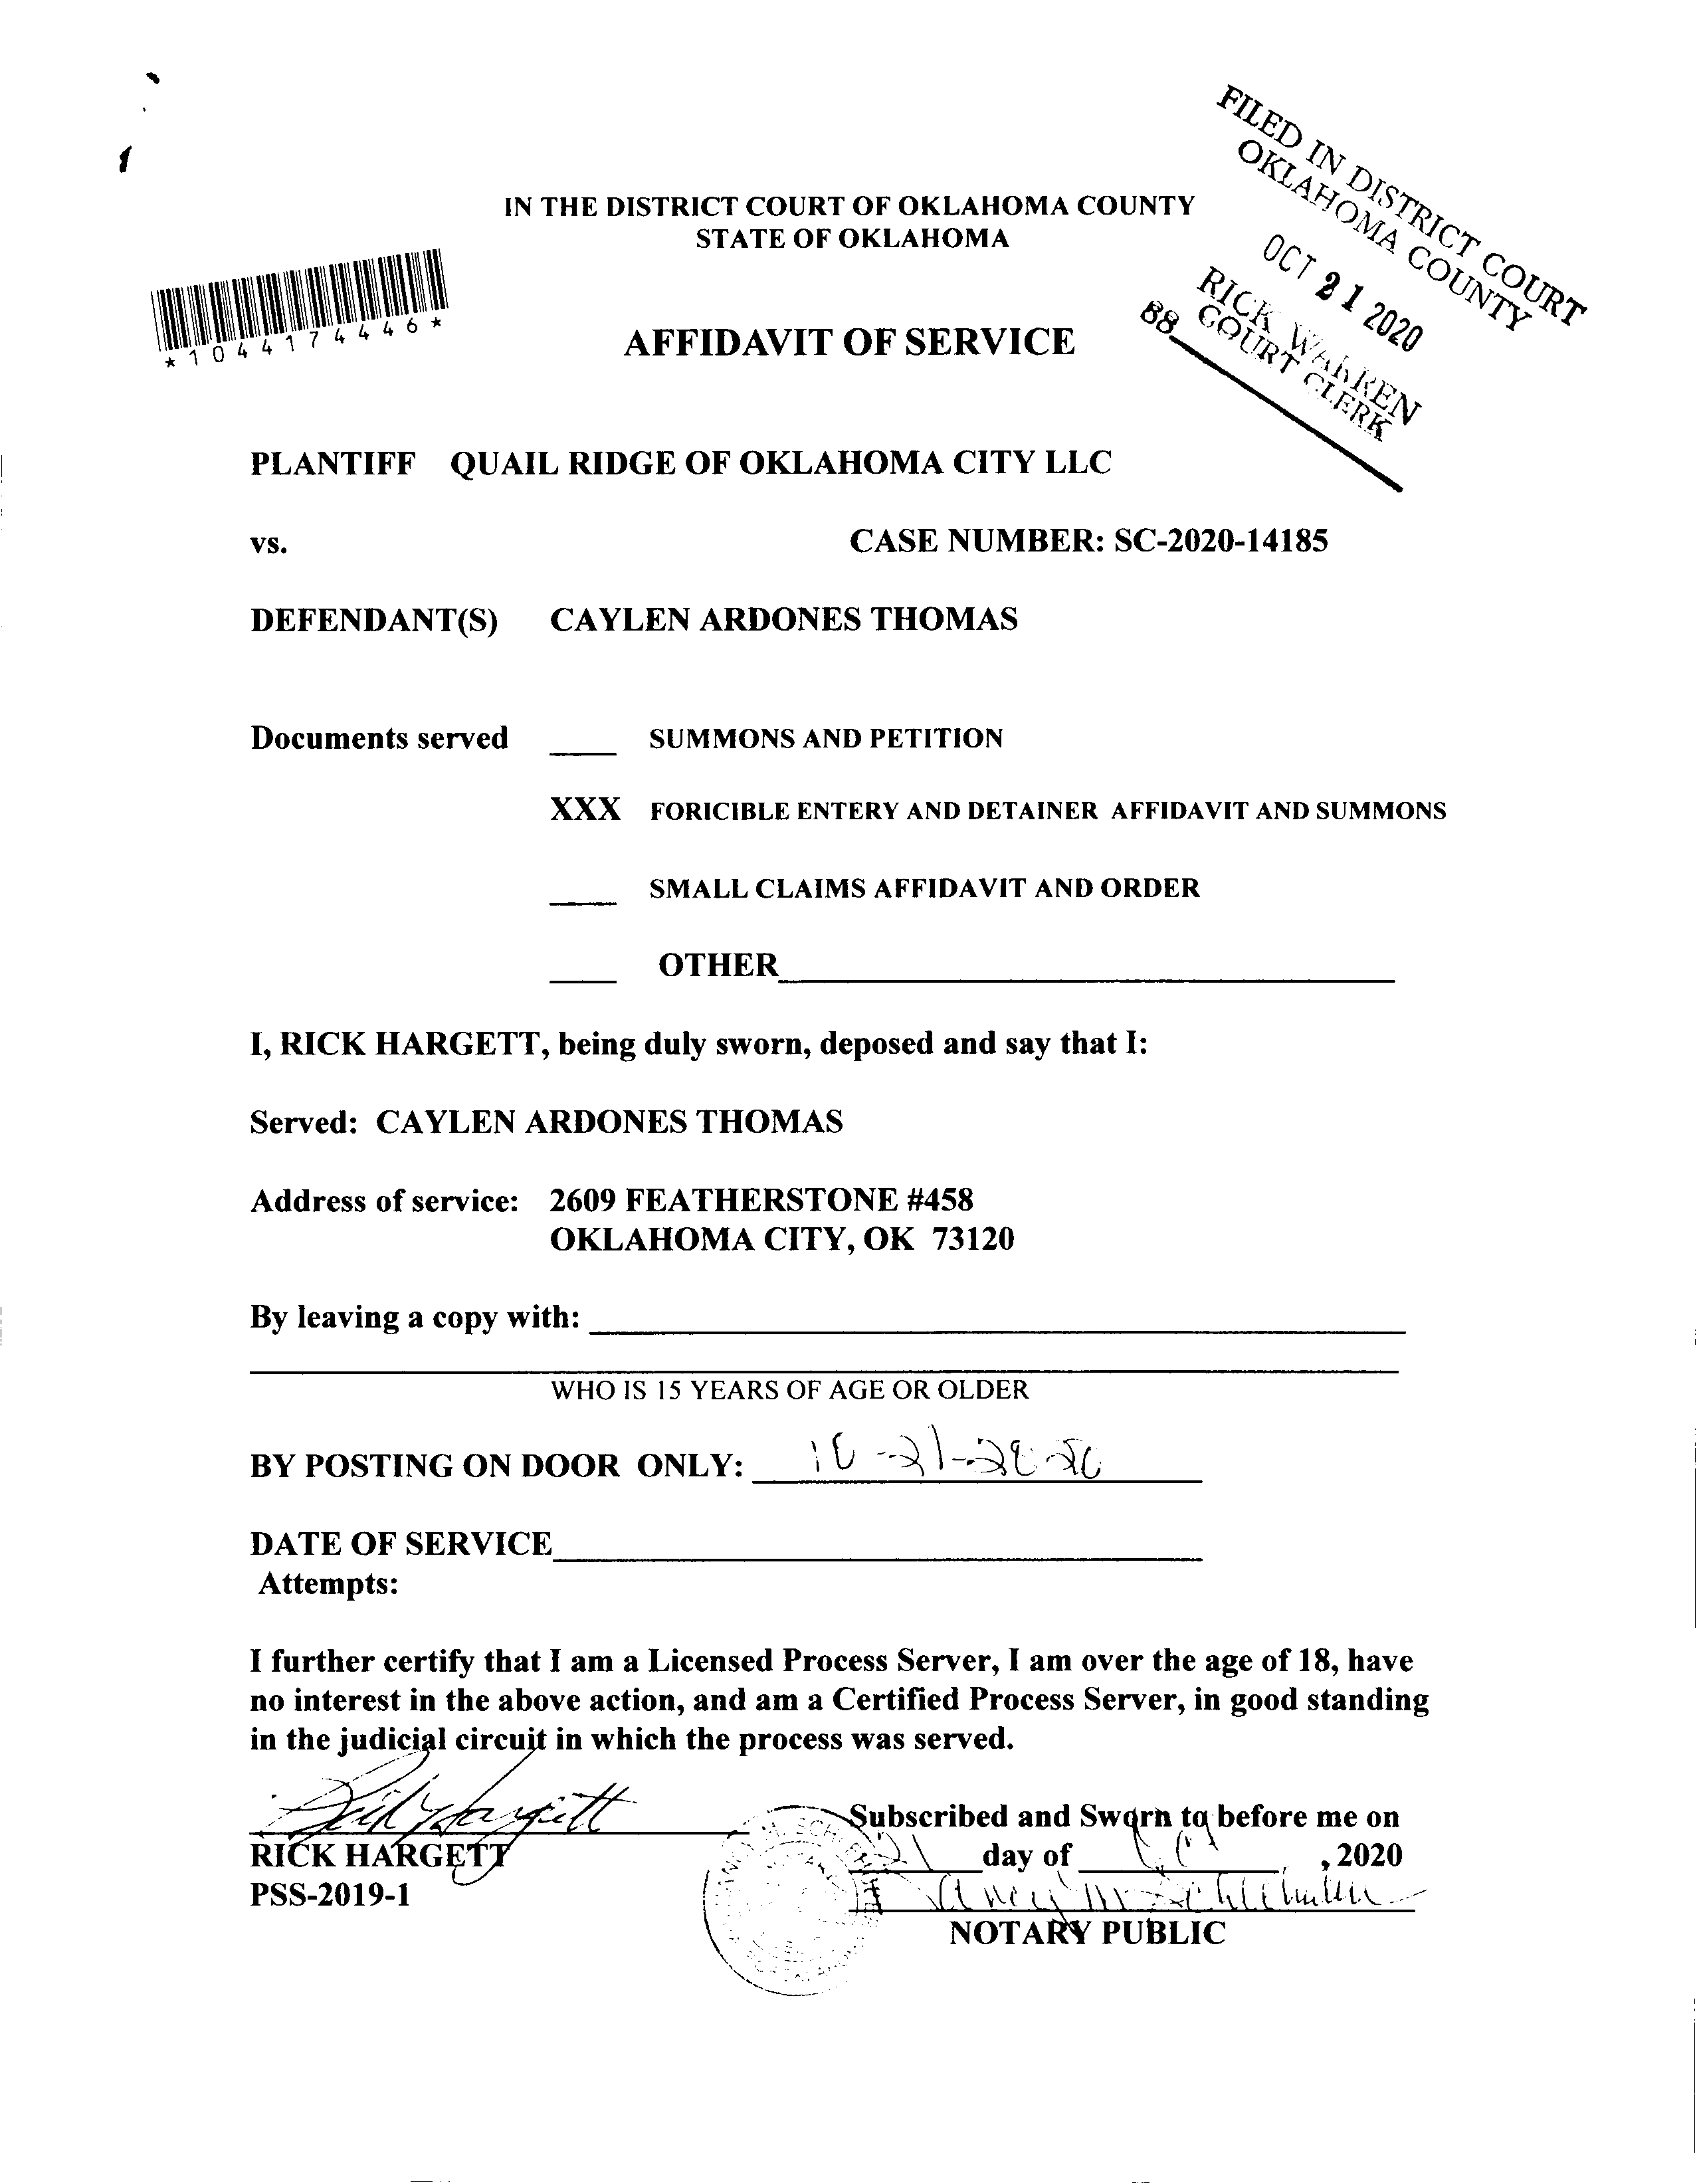 FILED IN DISTRICT COURT
OKLAHOMA COUNTY
OCT 21 2020
RICK WARREN
COURT CLERK
88
IN THE DISTRICT COURT OF OKLAHOMA COUNTY
STATE OF OKLAHOMA
*1044174446*
AFFIDAVIT OF SERVICE
PLANTIFF QUAIL RIDGE OF OKLAHOMA CITY LLC
vs. CASE NUMBER: SC-2020-14185
DEFENDANT(S) CAYLEN ARDONES THOMAS
Documents served ____ SUMMONS AND PETITION
XXX FORICIBLE ENTERY AND DETAINER AFFIDAVIT AND SUMMONS
____ SMALL CLAIMS AFFIDAVIT AND ORDER
____ OTHER____
I, RICK HARGETT, being duly sworn, deposed and say that I:
Served: CAYLEN ARDONES THOMAS
Address of service: 2609 FEATHERSTONE #458
OKLAHOMA CITY, OK 73120
By leaving a copy with: ____
WHO IS 15 YEARS OF AGE OR OLDER
BY POSTING ON DOOR ONLY: 10-21-2020
DATE OF SERVICE____
Attempts:
I further certify that I am a Licensed Process Server, I am over the age of 18, have
no interest in the above action, and am a Certified Process Server, in good standing
in the judicial circuit in which the process was served.
Rick Hargett
Subscribed and Sworn to before me on
RICK HARGETT
21 day of Oct, 2020
PSS-2019-1
NOTARY PUBLIC